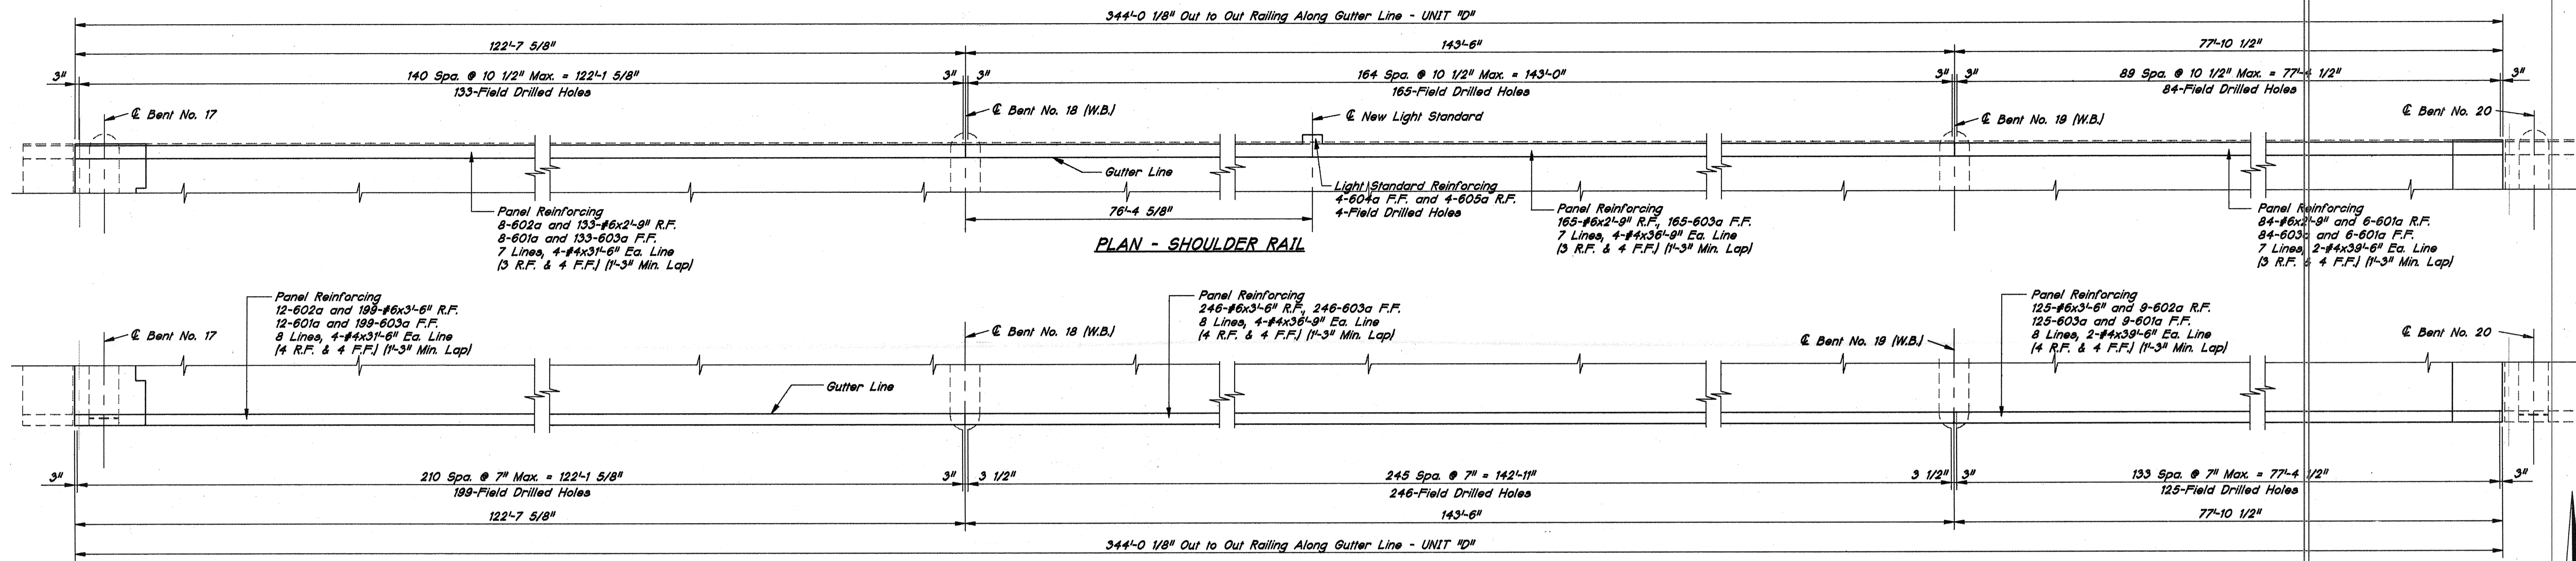 344'-0 1/8" Out to Out Railing Along Gutter Line - UNIT "D"
122'-7 5/8"
143'-6"
77'-10 1/2"
3"
140 Spa. @ 10 1/2" Max. = 122'-1 5/8"
3"
3"
164 Spa. @ 10 1/2" Max. = 143'-0"
3"
3"
89 Spa. @ 10 1/2" Max. = 77'-4 1/2"
3"
133-Field Drilled Holes
165-Field Drilled Holes
84-Field Drilled Holes
℄ Bent No. 17
℄ Bent No. 18 (W.B.)
℄ New Light Standard
℄ Bent No. 19 (W.B.)
℄ Bent No. 20
Gutter Line
Light Standard Reinforcing
4-604a F.F. and 4-605a R.F.
4-Field Drilled Holes
76'-4 5/8"
Panel Reinforcing
8-602a and 133-#6x2'-9" R.F.
8-601a and 133-603a F.F.
7 Lines, 4-#4x31'-6" Ea. Line
(3 R.F. & 4 F.F.) (1'-3" Min. Lap)
Panel Reinforcing
165-#6x2'-9" R.F., 165-603a F.F.
7 Lines, 4-#4x36'-9" Ea. Line
(3 R.F. & 4 F.F.) (1'-3" Min. Lap)
Panel Reinforcing
84-#6x2'-9" and 6-601a R.F.
84-603a and 6-601a F.F.
7 Lines, 2-#4x39'-6" Ea. Line
(3 R.F. & 4 F.F.) (1'-3" Min. Lap)
PLAN - SHOULDER RAIL
Panel Reinforcing
12-602a and 199-#6x3'-6" R.F.
12-601a and 199-603a F.F.
8 Lines, 4-#4x31'-6" Ea. Line
(4 R.F. & 4 F.F.) (1'-3" Min. Lap)
Panel Reinforcing
246-#6x3'-6" R.F., 246-603a F.F.
8 Lines, 4-#4x36'-9" Ea. Line
(4 R.F. & 4 F.F.) (1'-3" Min. Lap)
Panel Reinforcing
125-#6x3'-6" and 9-602a R.F.
125-603a and 9-601a F.F.
8 Lines, 2-#4x39'-6" Ea. Line
(4 R.F. & 4 F.F.) (1'-3" Min. Lap)
℄ Bent No. 17
℄ Bent No. 18 (W.B.)
℄ Bent No. 19 (W.B.)
℄ Bent No. 20
Gutter Line
3"
210 Spa. @ 7" Max. = 122'-1 5/8"
3"
3 1/2"
245 Spa. @ 7" = 142'-11"
3 1/2"
3"
133 Spa. @ 7" Max. = 77'-4 1/2"
3"
199-Field Drilled Holes
246-Field Drilled Holes
125-Field Drilled Holes
122'-7 5/8"
143'-6"
77'-10 1/2"
344'-0 1/8" Out to Out Railing Along Gutter Line - UNIT "D"